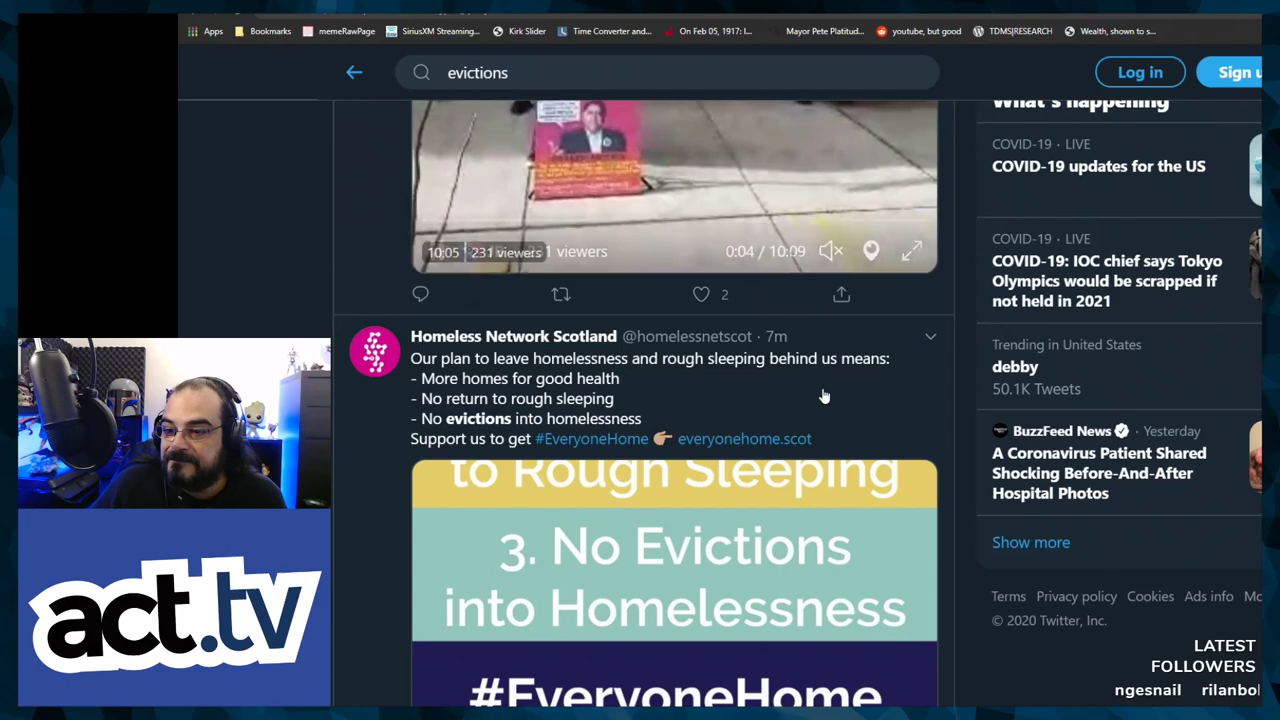 Apps
Bookmarks
memeRawPage
SiriusXM Streaming...
Kirk Slider
Time Converter and...
On Feb 05, 1917: I...
Mayor Pete Platitud...
youtube, but good
TDMS|RESEARCH
Wealth, shown to s...
evictions
Log in
Sign u
What's happening
COVID-19 · LIVE
COVID-19 updates for the US
COVID-19 · LIVE
COVID-19: IOC chief says Tokyo
Olympics would be scrapped if
not held in 2021
Trending in United States
debby
50.1K Tweets
BuzzFeed News · Yesterday
A Coronavirus Patient Shared
Shocking Before-And-After
Hospital Photos
Show more
Terms Privacy policy Cookies Ads info
© 2020 Twitter, Inc.
10:05 231 viewers
viewers
0:04 / 10:09
2
Homeless Network Scotland @homelessnetscot · 7m
Our plan to leave homelessness and rough sleeping behind us means:
- More homes for good health
- No return to rough sleeping
- No evictions into homelessness
Support us to get #EveryoneHome everyonehome.scot
to Rough Sleeping
3. No Evictions
into Homelessness
#EveryoneHome
act.tv
LATEST
FOLLOWERS
ngesnail rilanbol